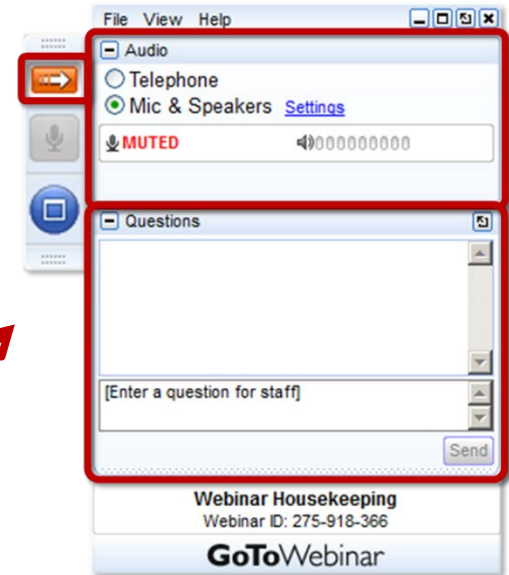 File View Help
Audio
Telephone
Mic & Speakers Settings
MUTED
Questions
[Enter a question for staff]
Send
Webinar Housekeeping
Webinar ID: 275-918-366
GoToWebinar